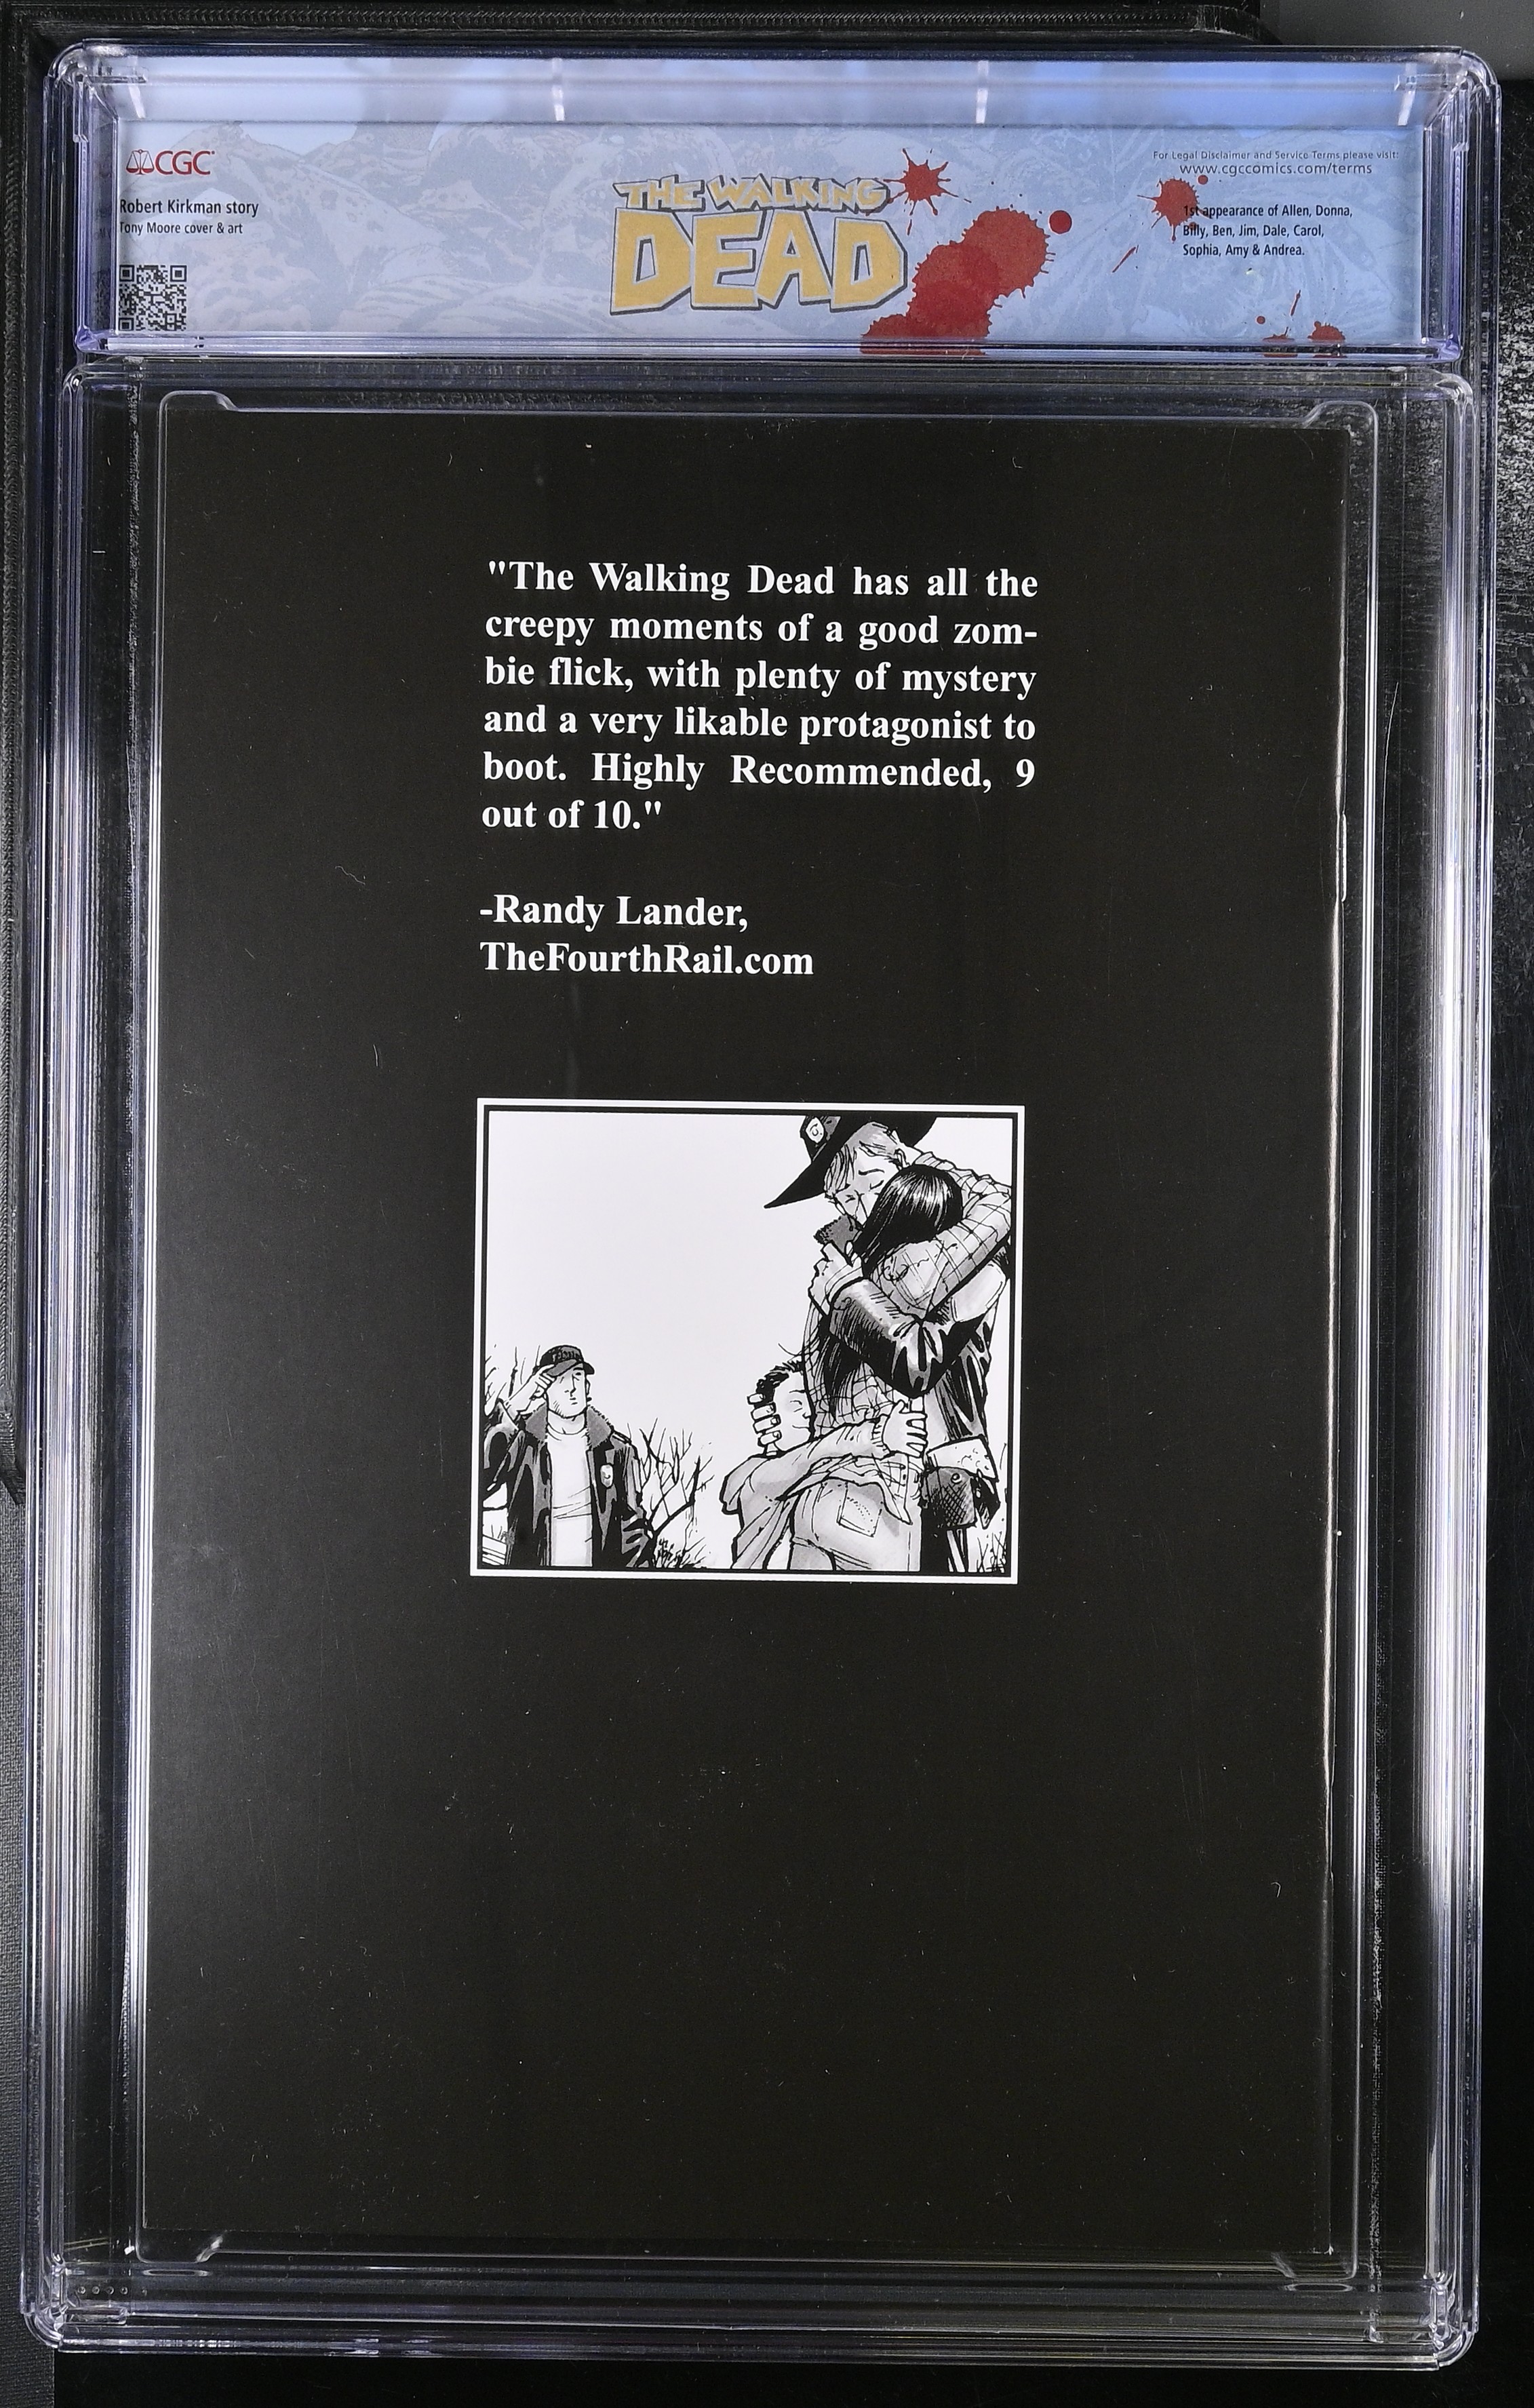 CGC
Robert Kirkman story
Tony Moore cover & art
THE WALKING
DEAD
For Legal Disclaimer and Service Terms please visit:
www.cgccomics.com/terms
1st appearance of Allen, Donna,
Billy, Ben, Jim, Dale, Carol,
Sophia, Amy & Andrea.
"The Walking Dead has all the
creepy moments of a good zom-
bie flick, with plenty of mystery
and a very likable protagonist to
boot. Highly Recommended, 9
out of 10."
-Randy Lander,
TheFourthRail.com